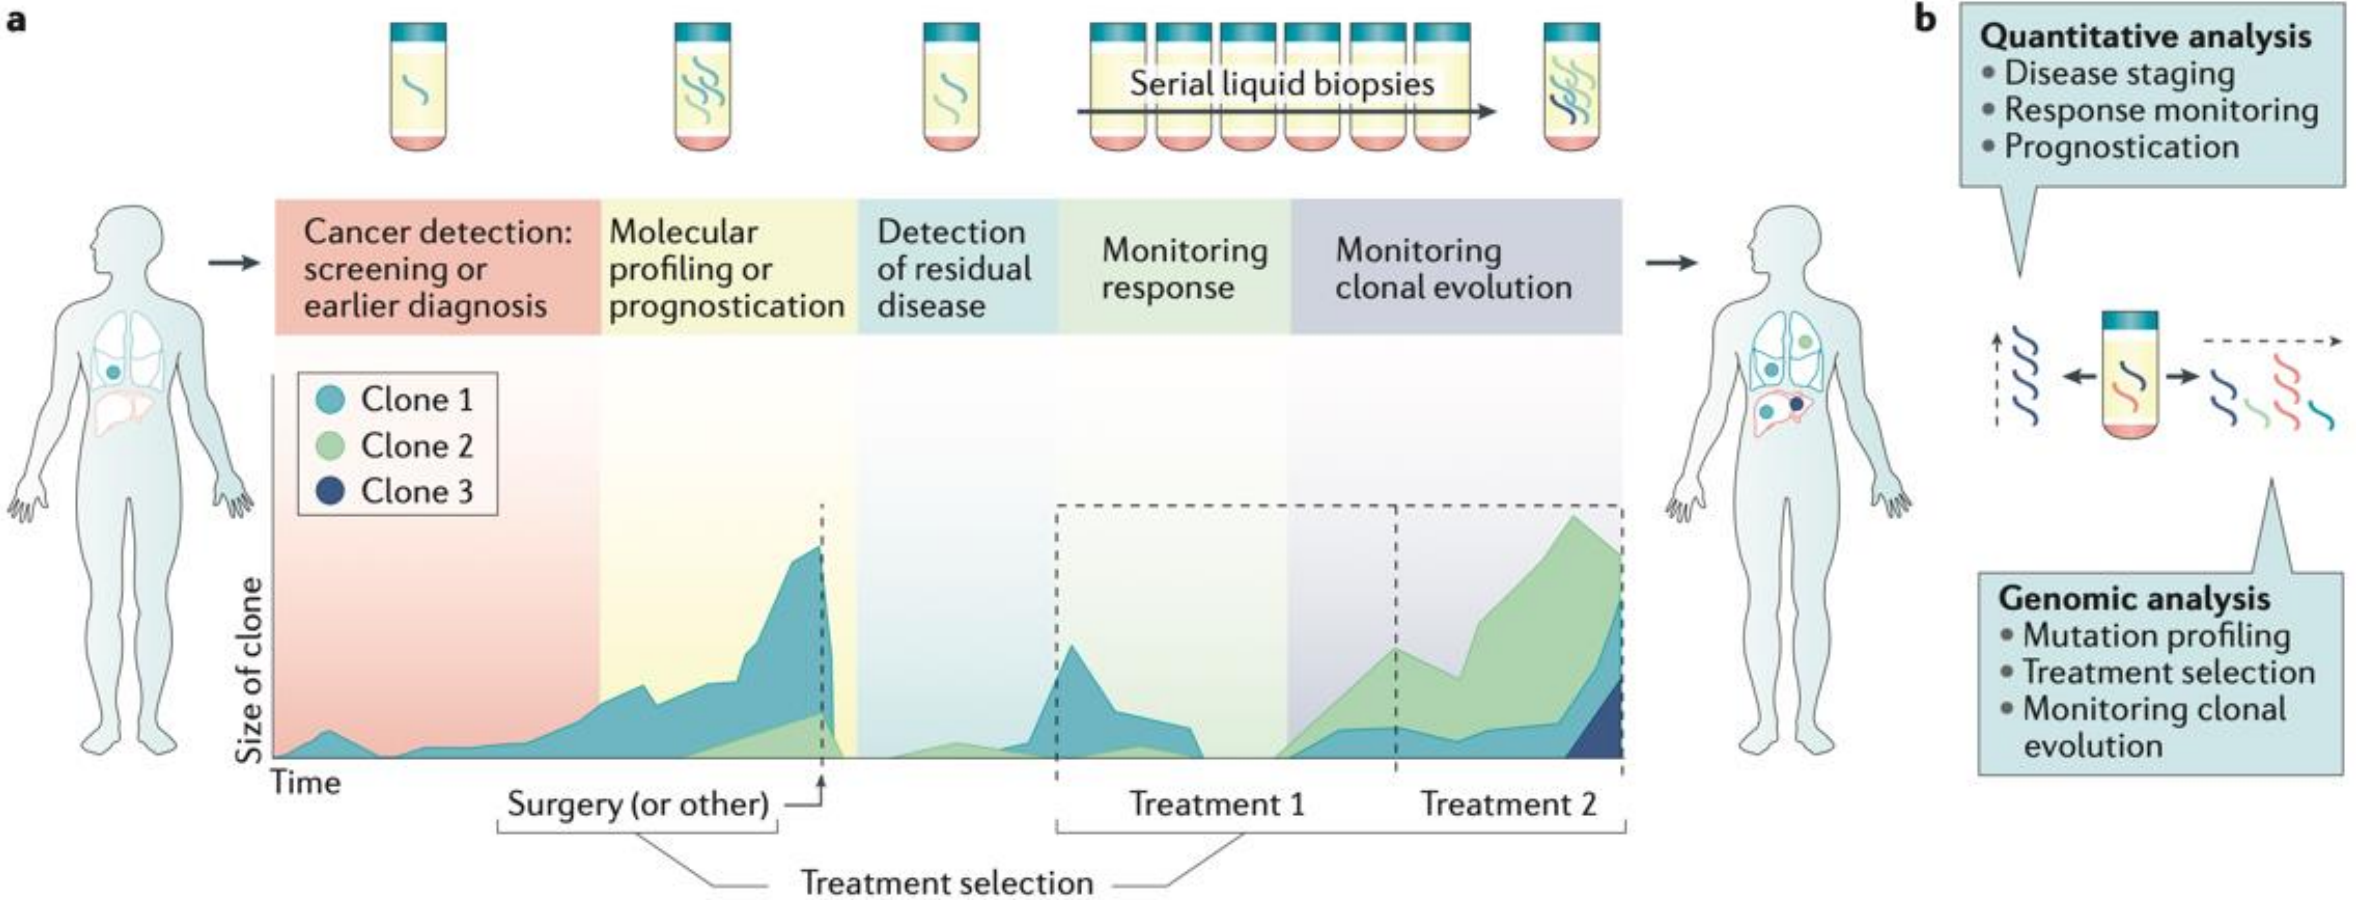 a
Serial liquid biopsies
Cancer detection:
screening or
earlier diagnosis
Molecular
profiling or
prognostication
Detection
of residual
disease
Monitoring
response
Monitoring
clonal evolution
Clone 1
Clone 2
Clone 3
Size of clone
Time
Surgery (or other)
Treatment 1
Treatment 2
Treatment selection
b
Quantitative analysis
• Disease staging
• Response monitoring
• Prognostication
Genomic analysis
• Mutation profiling
• Treatment selection
• Monitoring clonal
evolution